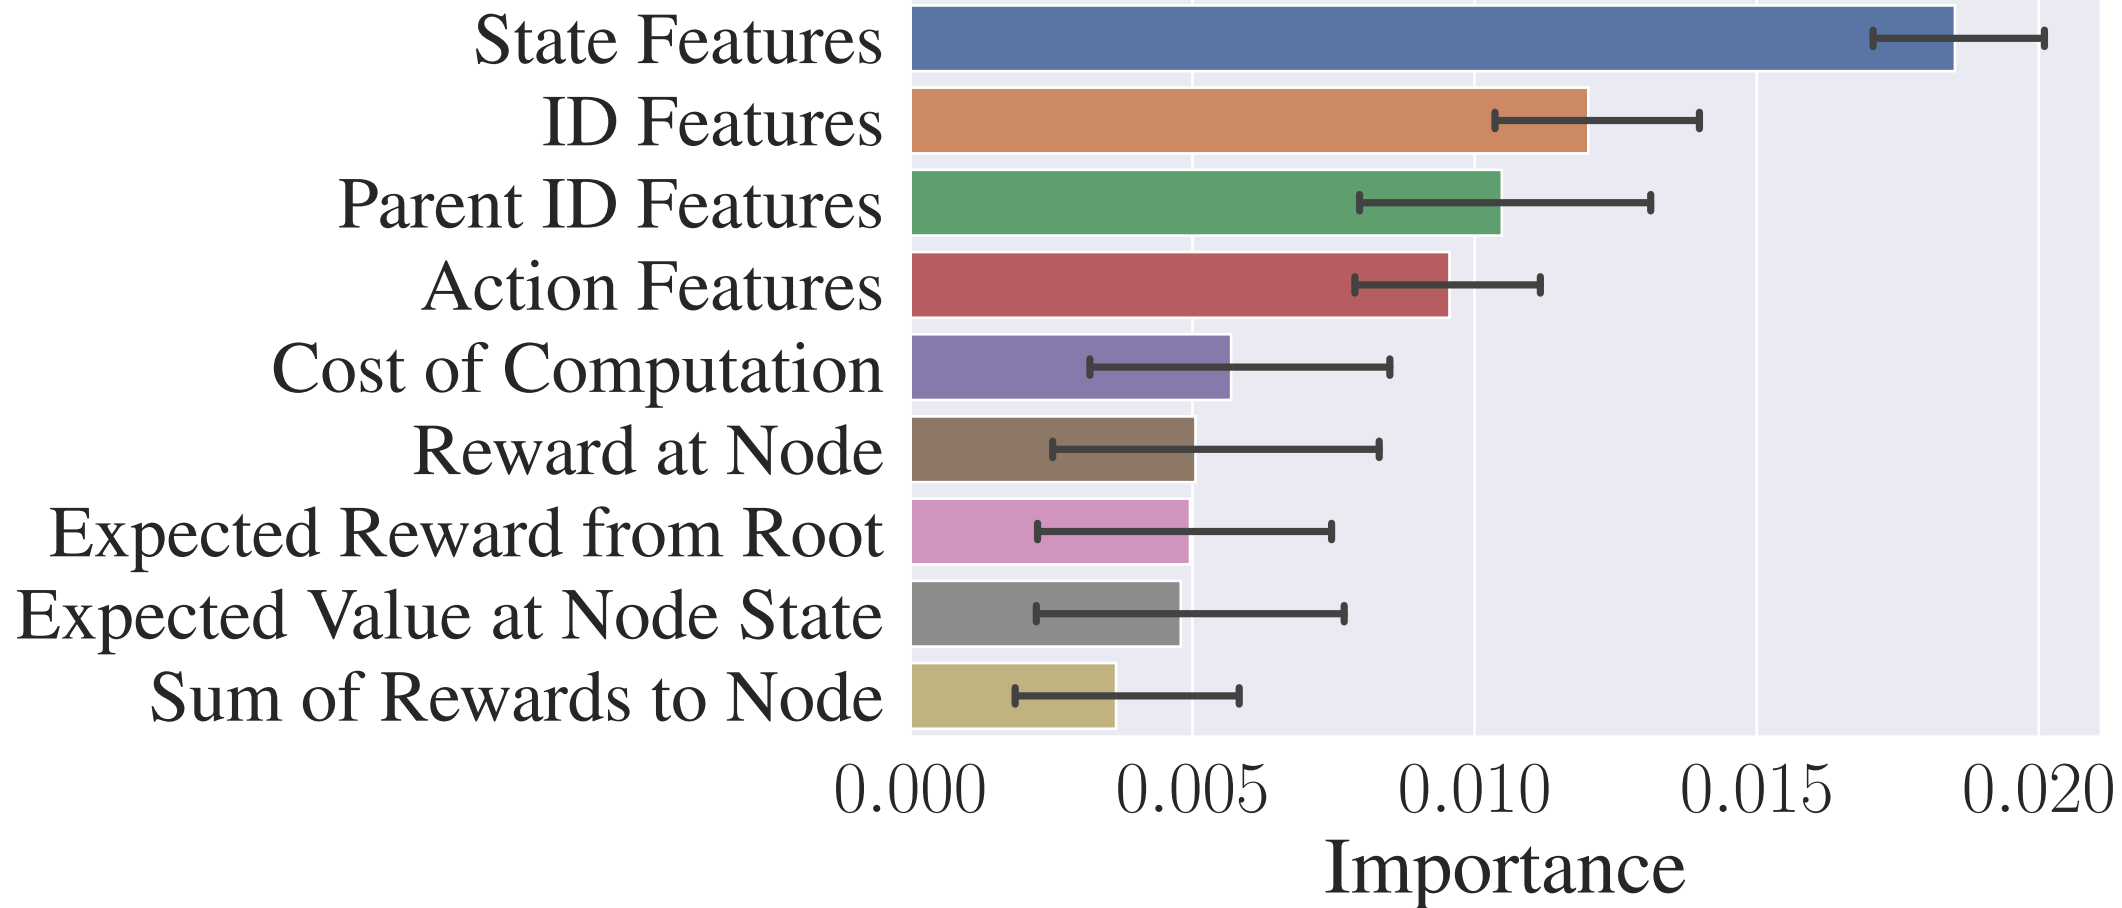 State Features
ID Features
Parent ID Features
Action Features
Cost of Computation
Reward at Node
Expected Reward from Root
Expected Value at Node State
Sum of Rewards to Node
0.000 0.005 0.010 0.015 0.020
Importance